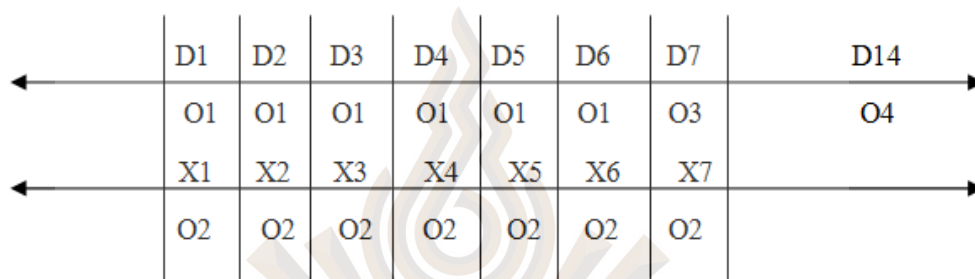 D1 D2 D3 D4 D5 D6 D7 D14
O1 O1 O1 O1 O1 O1 O3 O4
X1 X2 X3 X4 X5 X6 X7
O2 O2 O2 O2 O2 O2 O2